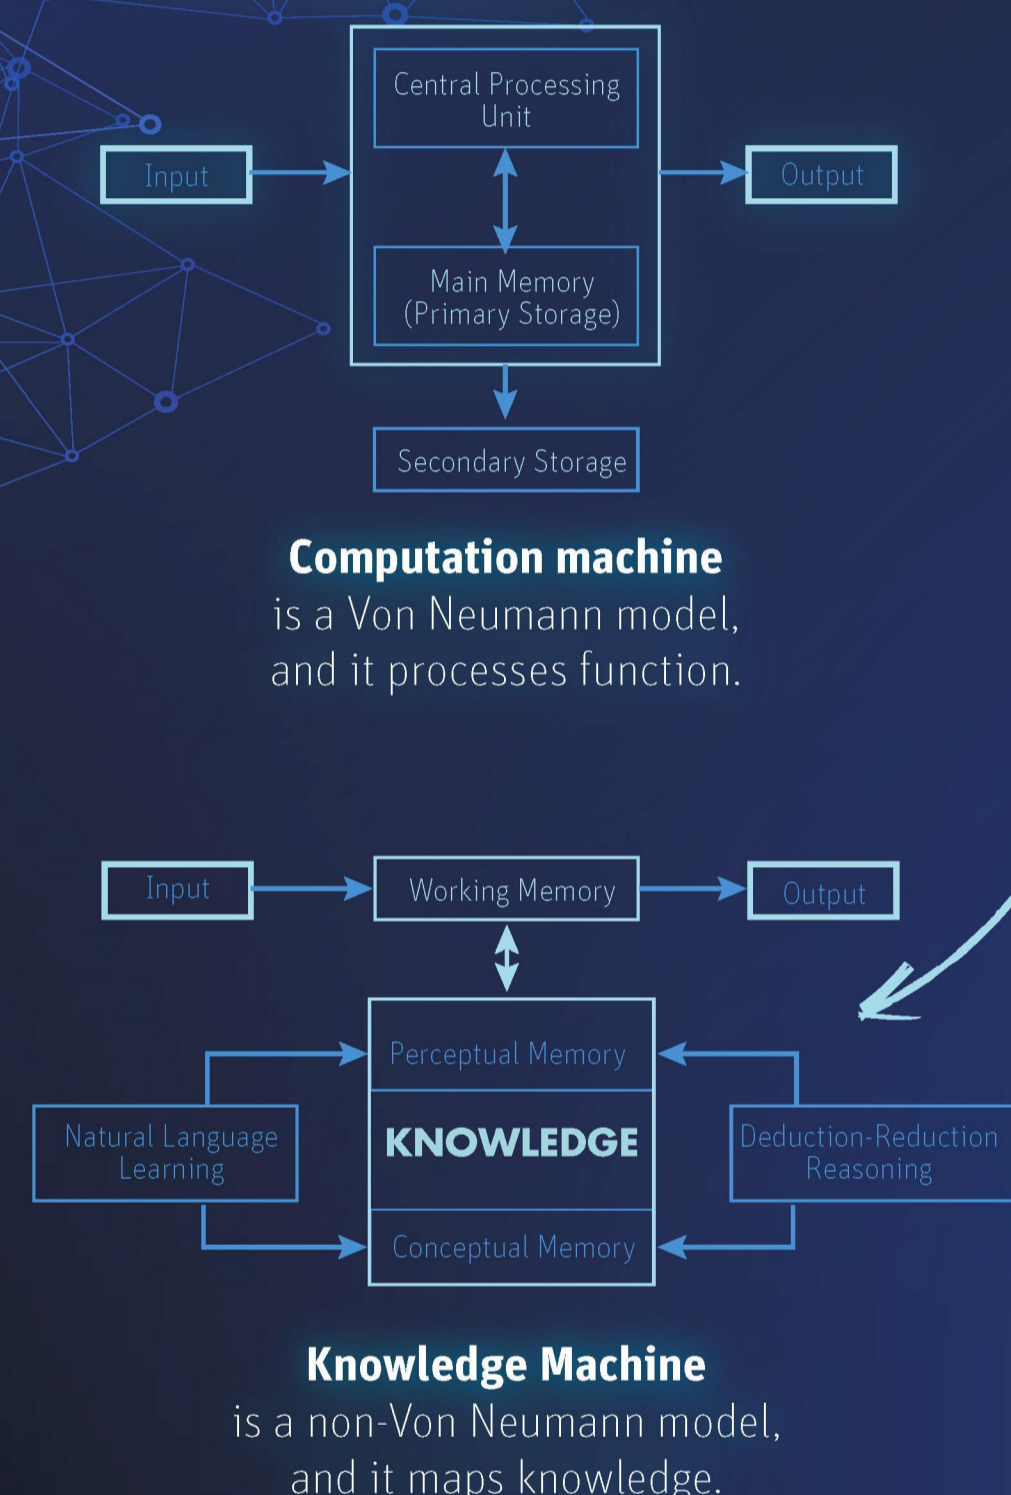 Central Processing
Unit
Input
Output
Main Memory
(Primary Storage)
Secondary Storage
Computation machine
is a Von Neumann model,
and it processes function.
Input
Working Memory
Output
Perceptual Memory
Natural Language
Learning
KNOWLEDGE
Deduction-Reduction
Reasoning
Conceptual Memory
Knowledge Machine
is a non-Von Neumann model,
and it maps knowledge.